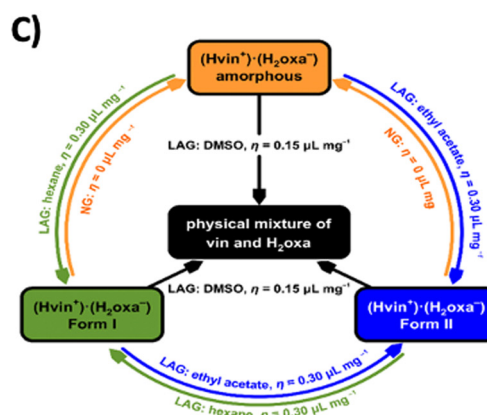 C)
(Hvin⁺)·(H₂oxa⁻)
amorphous
LAG: hexane, η = 0.30 µL mg⁻¹
NG: η = 0 µL mg⁻¹
LAG: DMSO, η = 0.15 µL mg⁻¹
NG: η = 0 µL mg
LAG: ethyl acetate, η = 0.30 µL mg⁻¹
physical mixture of
vin and H₂oxa
(Hvin⁺)·(H₂oxa⁻)
Form I
LAG: DMSO, η = 0.15 µL mg⁻¹
(Hvin⁺)·(H₂oxa⁻)
Form II
LAG: ethyl acetate, η = 0.30 µL mg⁻¹
LAG: hexane, η = 0.30 µL mg⁻¹